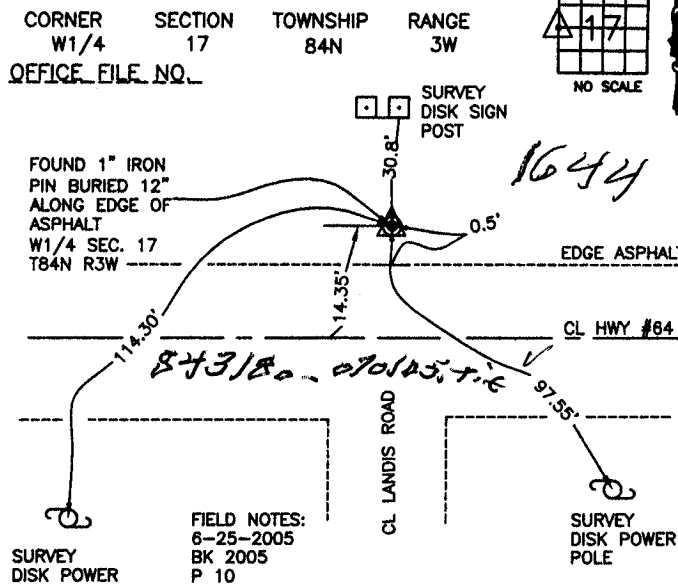 CORNER SECTION TOWNSHIP RANGE
W1/4 17 84N 3W
OFFICE FILE NO.
17
NO SCALE
SURVEY
DISK SIGN
POST
30.8'
1644
FOUND 1" IRON
PIN BURIED 12"
ALONG EDGE OF
ASPHALT
W1/4 SEC. 17
T84N R3W
0.5'
EDGE ASPHALT
14.35'
CL HWY #64
114.30'
97.55'
CL LANDIS ROAD
SURVEY
DISK POWER
FIELD NOTES:
6-25-2005
BK 2005
P 10
SURVEY
DISK POWER
POLE